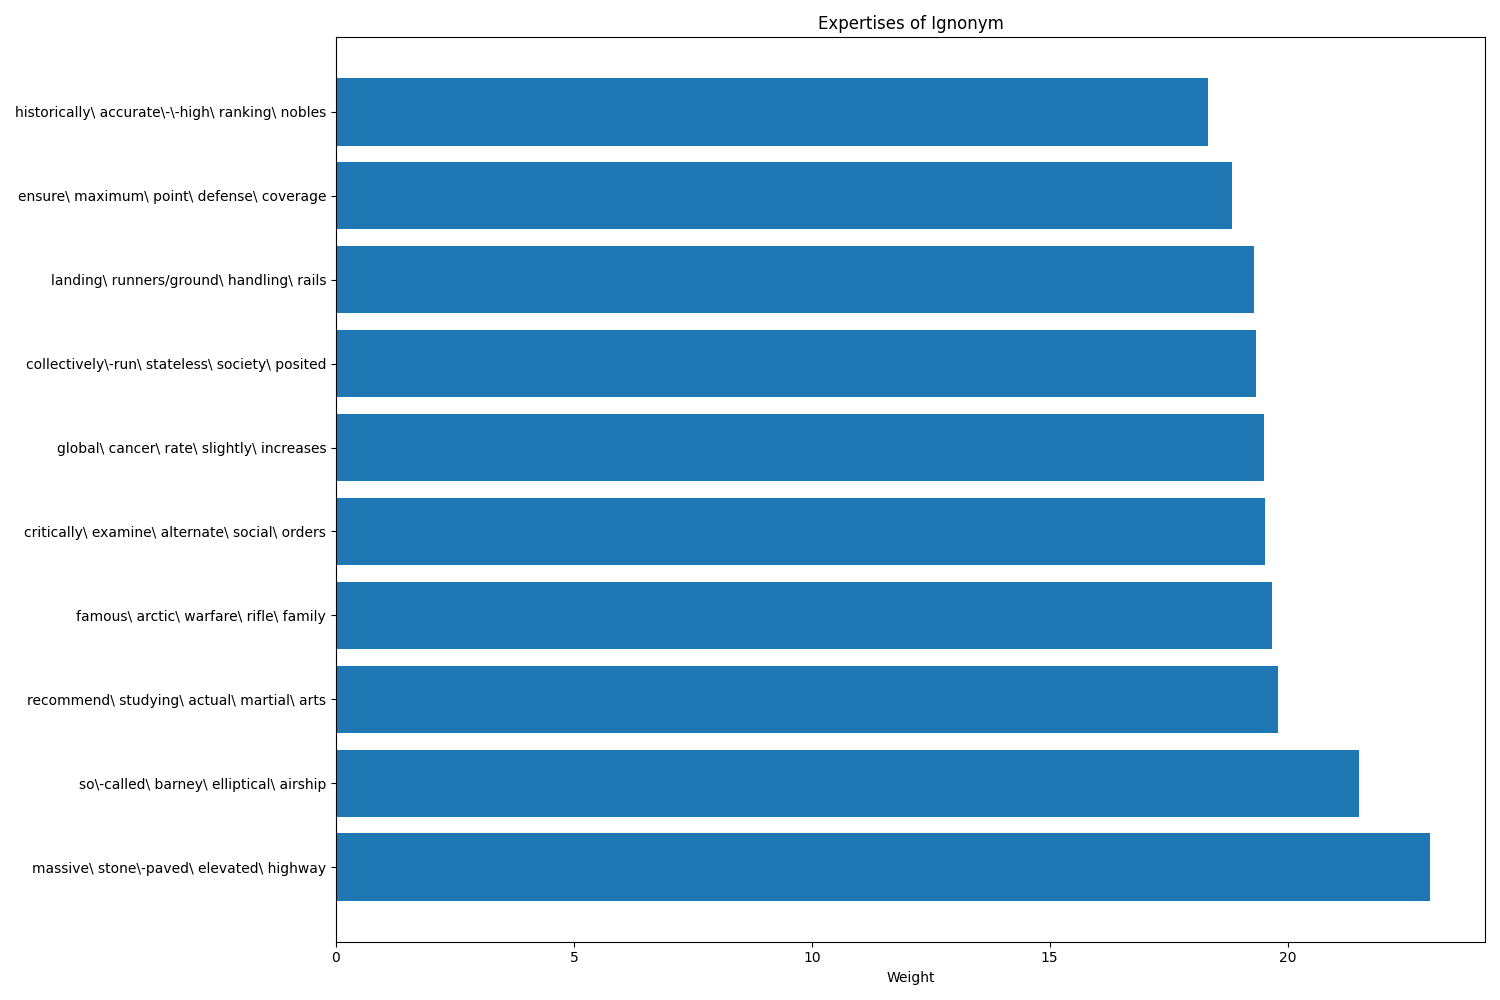 Expertises of Ignonym
historically\ accurate\-\-high\ ranking\ nobles
ensure\ maximum\ point\ defense\ coverage
landing\ runners/ground\ handling\ rails
collectively\-run\ stateless\ society\ posited
global\ cancer\ rate\ slightly\ increases
critically\ examine\ alternate\ social\ orders
famous\ arctic\ warfare\ rifle\ family
recommend\ studying\ actual\ martial\ arts
so\-called\ barney\ elliptical\ airship
massive\ stone\-paved\ elevated\ highway
0 5 10 15 20
Weight